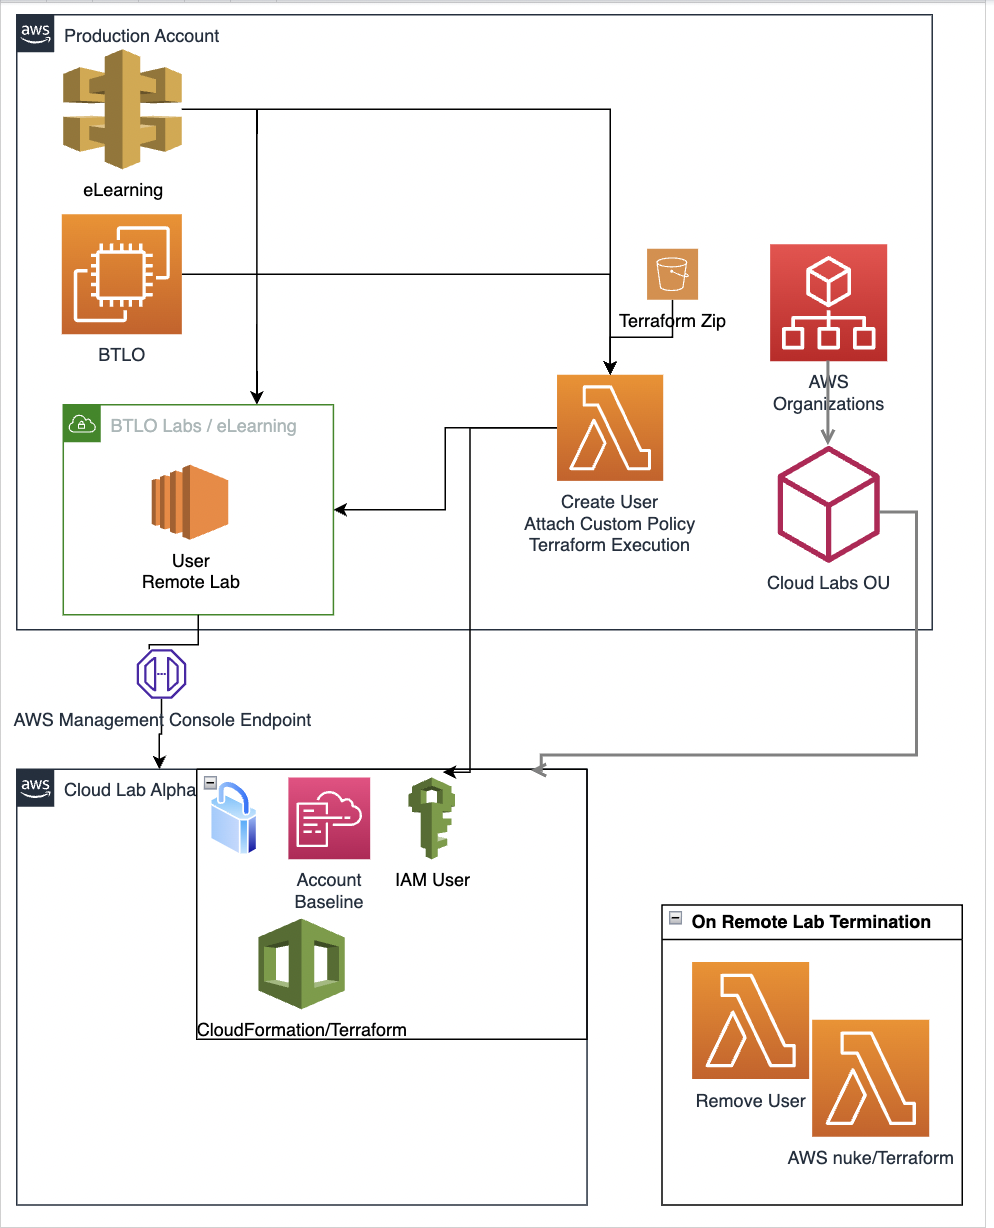 aws
Production Account
eLearning
BTLO
Terraform Zip
AWS
Organizations
BTLO Labs / eLearning
User
Remote Lab
Create User
Attach Custom Policy
Terraform Execution
Cloud Labs OU
AWS Management Console Endpoint
aws
Cloud Lab Alpha
Account
Baseline
IAM User
CloudFormation/Terraform
On Remote Lab Termination
Remove User
AWS nuke/Terraform